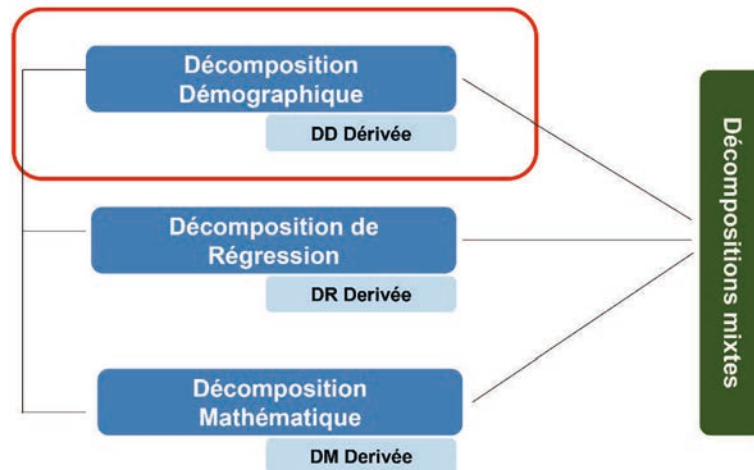 Décomposition
Démographique
DD Dérivée
Décomposition de
Régression
DR Derivée
Décomposition
Mathématique
DM Derivée
Décompositions mixtes